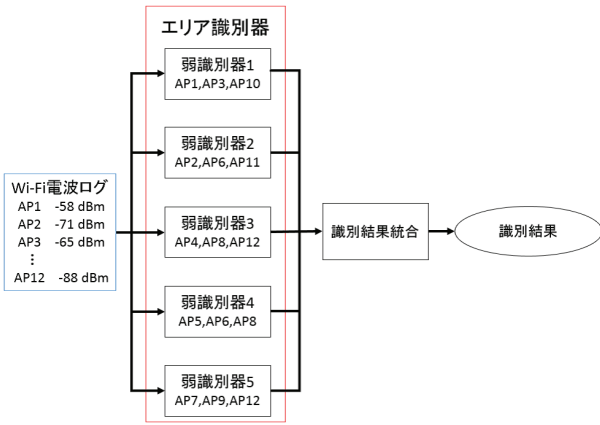 エリア識別器
弱識別器1
AP1,AP3,AP10
弱識別器2
AP2,AP6,AP11
Wi-Fi電波ログ
AP1 -58 dBm
AP2 -71 dBm
AP3 -65 dBm
⋮
AP12 -88 dBm
弱識別器3
AP4,AP8,AP12
弱識別器4
AP5,AP6,AP8
弱識別器5
AP7,AP9,AP12
識別結果統合
識別結果